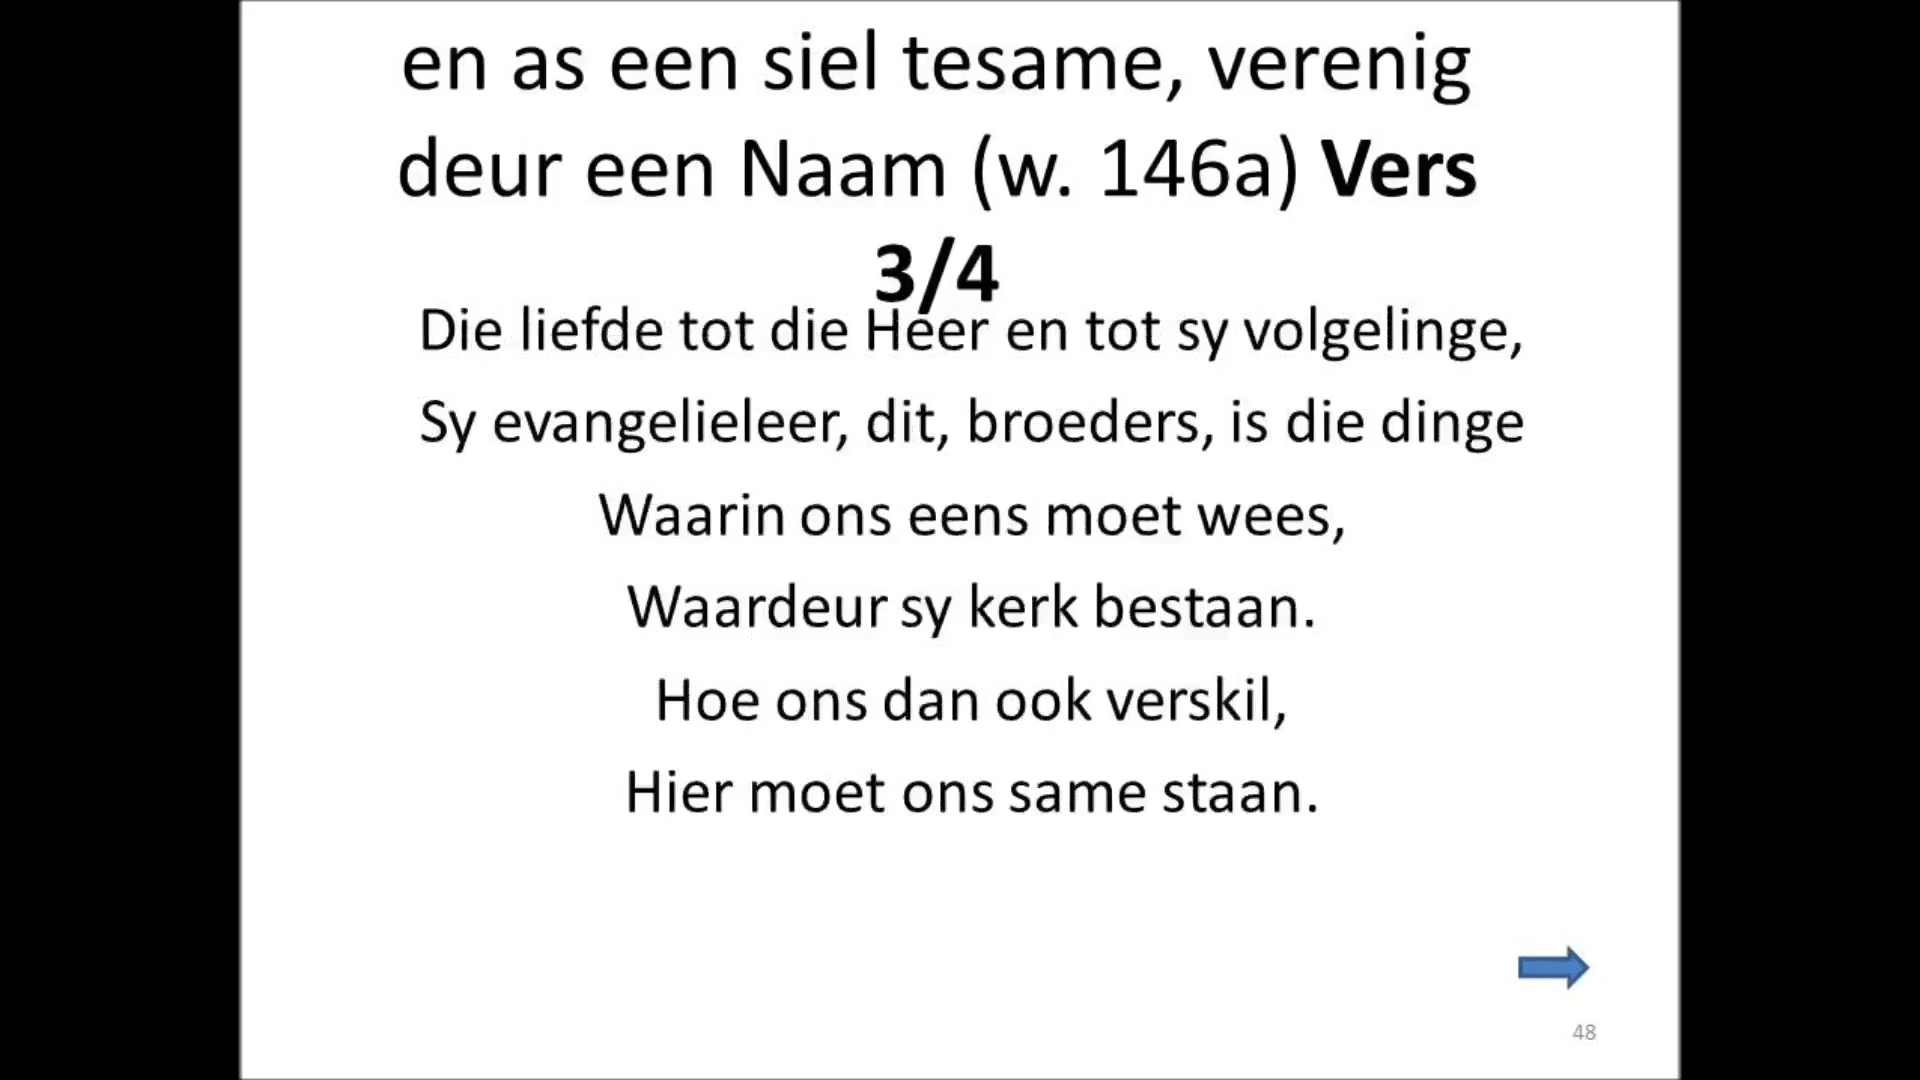 en as een siel tesame, verenig
deur een Naam (w. 146a) Vers
3/4
Die liefde tot die Heer en tot sy volgelinge,
Sy evangelieleer, dit, broeders, is die dinge
Waarin ons eens moet wees,
Waardeur sy kerk bestaan.
Hoe ons dan ook verskil,
Hier moet ons same staan.
48